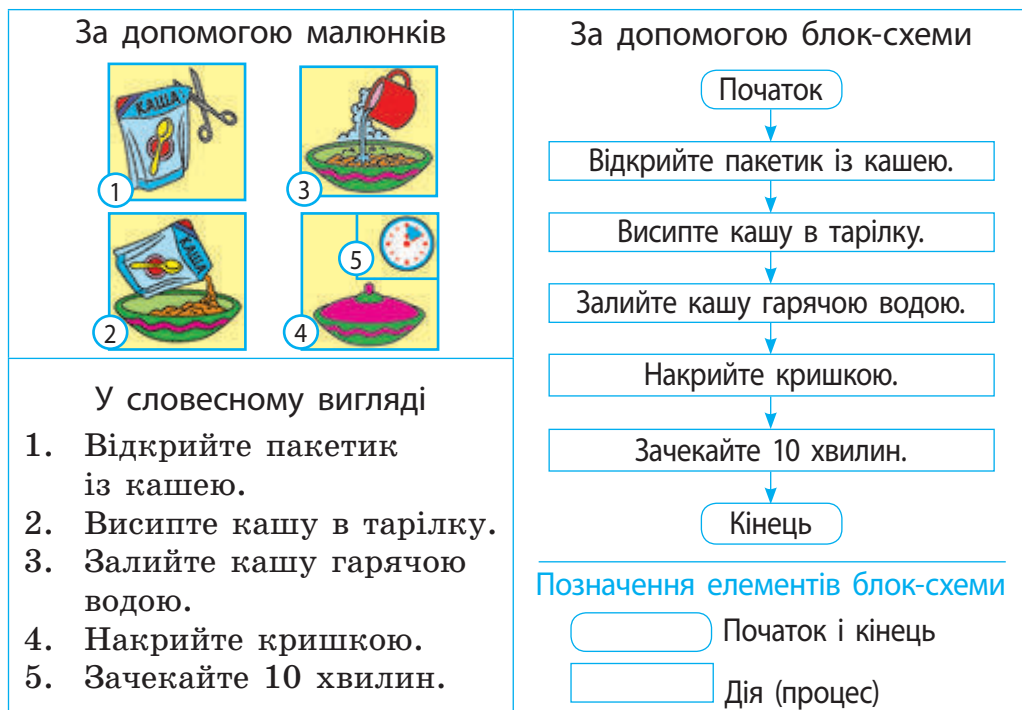 За допомогою малюнків
КАША
1
3
КАША
2
5
4
У словесному вигляді
1. Відкрийте пакетик
із кашею.
2. Висипте кашу в тарілку.
3. Залийте кашу гарячою
водою.
4. Накрийте кришкою.
5. Зачекайте 10 хвилин.
За допомогою блок-схеми
Початок
Відкрийте пакетик із кашею.
Висипте кашу в тарілку.
Залийте кашу гарячою водою.
Накрийте кришкою.
Зачекайте 10 хвилин.
Кінець
Позначення елементів блок-схеми
Початок і кінець
Дія (процес)